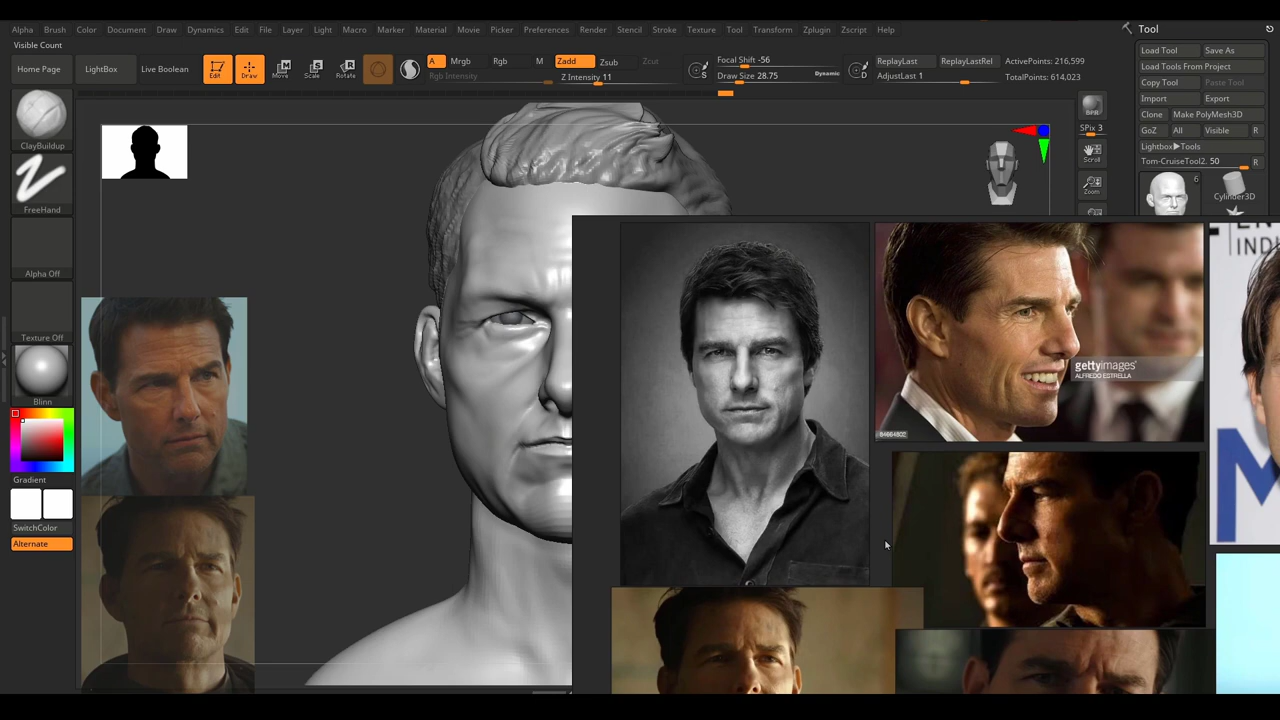 Alpha Brush Color Document Draw Dynamics Edit File Layer Light Macro Marker Material Movie Picker Preferences Render Stencil Stroke Texture Tool Transform Zplugin Zscript Help
Tool
Visible Count
Home Page
LightBox
Live Boolean
Edit
Draw
Move
Scale
Rotate
A
Mrgb
Rgb
M
Rgb Intensity
Zadd
Zsub
Zcut
Z Intensity 11
S
Focal Shift -56
Draw Size 28.75
Dynamic
D
ReplayLast
ReplayLastRel
AdjustLast 1
ActivePoints: 216,599
TotalPoints: 614,023
Load Tool
Save As
Load Tools From Project
Copy Tool
Paste Tool
Import
Export
Clone
Make PolyMesh3D
GoZ
All
Visible
R
Lightbox▶Tools
Tom-CruiseTool2. 50
R
6
Cylinder3D
BPR
SPix 3
Scroll
Zoom
ClayBuildup
FreeHand
Alpha Off
Texture Off
Blinn
Gradient
SwitchColor
Alternate
gettyimages
ALFREDO ESTRELLA
INDU
M